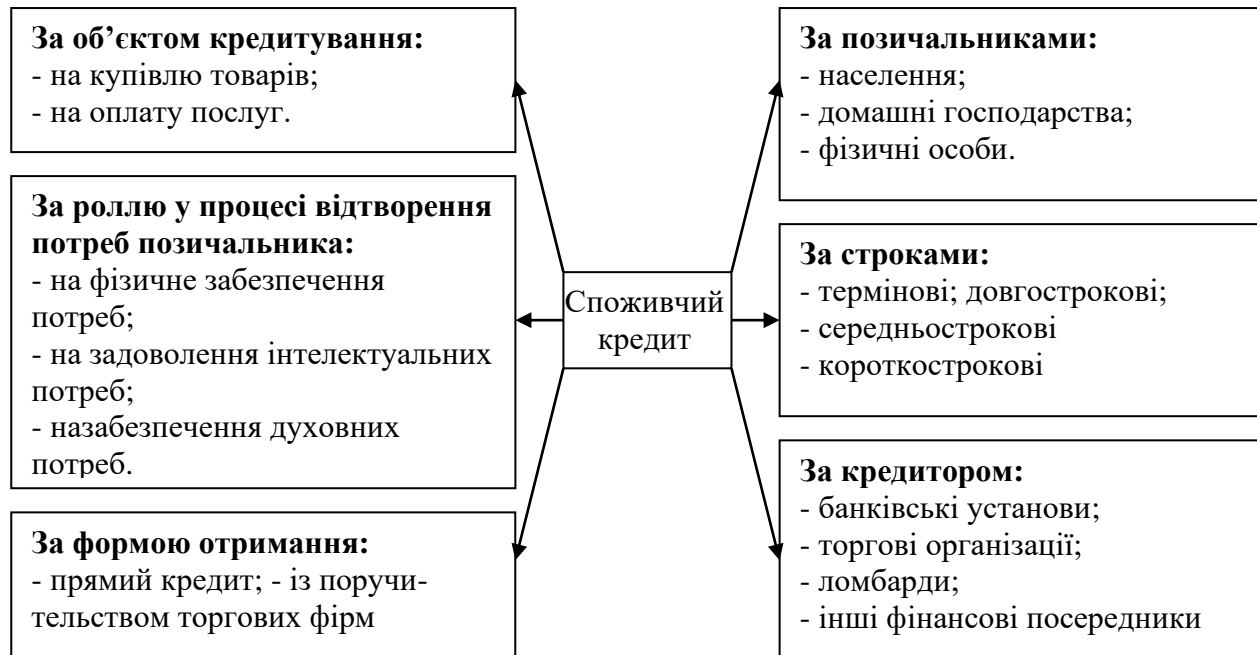 За об’єктом кредитування:
- на купівлю товарів;
- на оплату послуг.
За роллю у процесі відтворення
потреб позичальника:
- на фізичне забезпечення
потреб;
- на задоволення інтелектуальних
потреб;
- назабезпечення духовних
потреб.
За формою отримання:
- прямий кредит; - із поручи-
тельством торгових фірм
Споживчий
кредит
За позичальниками:
- населення;
- домашні господарства;
- фізичні особи.
За строками:
- термінові; довгострокові;
- середньострокові
- короткострокові
За кредитором:
- банківські установи;
- торгові організації;
- ломбарди;
- інші фінансові посередники